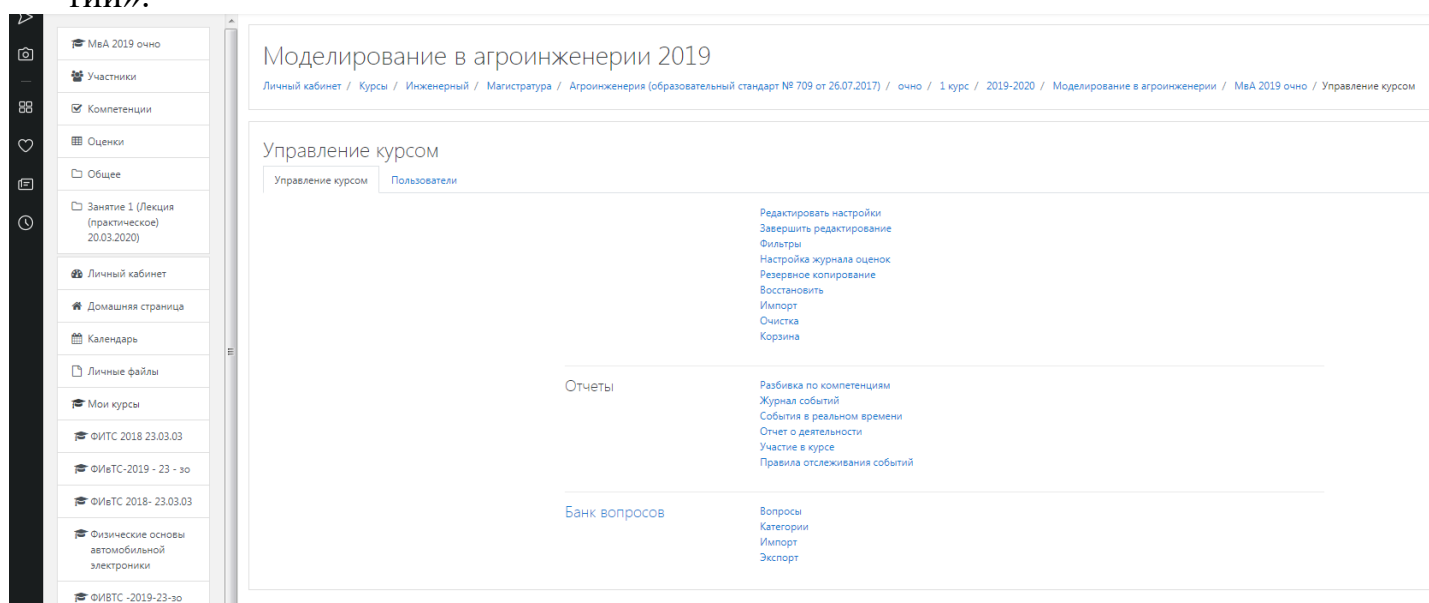 тии».
МвА 2019 очно
Участники
Компетенции
Оценки
Общее
Занятие 1 (Лекция
(практическое)
20.03.2020)
Личный кабинет
Домашняя страница
Календарь
Личные файлы
Мои курсы
ФИТС 2018 23.03.03
ФИвТС-2019 - 23 - зо
ФИвТС 2018- 23.03.03
Физические основы
автомобильной
электроники
ФИВТС -2019-23-зо
Моделирование в агроинженерии 2019
Личный кабинет / Курсы / Инженерный / Магистратура / Агроинженерия (образовательный стандарт № 709 от 26.07.2017) / очно / 1 курс / 2019-2020 / Моделирование в агроинженерии / МвА 2019 очно / Управление курсом
Управление курсом
Управление курсом Пользователи
Редактировать настройки
Завершить редактирование
Фильтры
Настройка журнала оценок
Резервное копирование
Восстановить
Импорт
Очистка
Корзина
Отчеты
Разбивка по компетенциям
Журнал событий
События в реальном времени
Отчет о деятельности
Участие в курсе
Правила отслеживания событий
Банк вопросов
Вопросы
Категории
Импорт
Экспорт